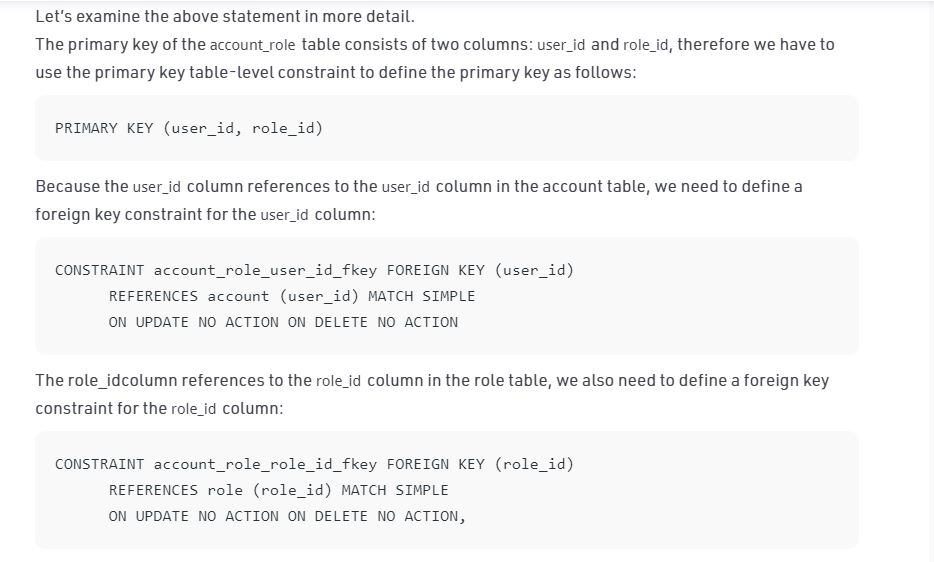 Let's examine the above statement in more detail.
The primary key of the account_role table consists of two columns: user_id and role_id, therefore we have to
use the primary key table-level constraint to define the primary key as follows:
PRIMARY KEY (user_id, role_id)
Because the user_id column references to the user_id column in the account table, we need to define a
foreign key constraint for the user_id column:
CONSTRAINT account_role_user_id_fkey FOREIGN KEY (user_id)
REFERENCES account (user_id) MATCH SIMPLE
ON UPDATE NO ACTION ON DELETE NO ACTION
The role_idcolumn references to the role_id column in the role table, we also need to define a foreign key
constraint for the role_id column:
CONSTRAINT account_role_role_id_fkey FOREIGN KEY (role_id)
REFERENCES role (role_id) MATCH SIMPLE
ON UPDATE NO ACTION ON DELETE NO ACTION,